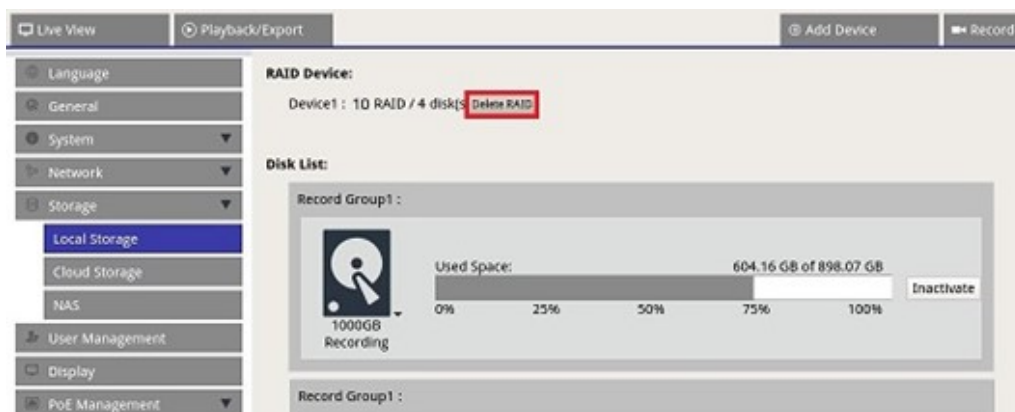 Live View
Playback/Export
Add Device
Record
Language
General
System
Network
Storage
Local Storage
Cloud Storage
NAS
User Management
Display
PoE Management
RAID Device:
Device1 : 10 RAID / 4 disk(s Delete RAID
Disk List:
Record Group1 :
Used Space: 604.16 GB of 898.07 GB
Inactivate
0% 25% 50% 75% 100%
1000GB
Recording
Record Group1 :